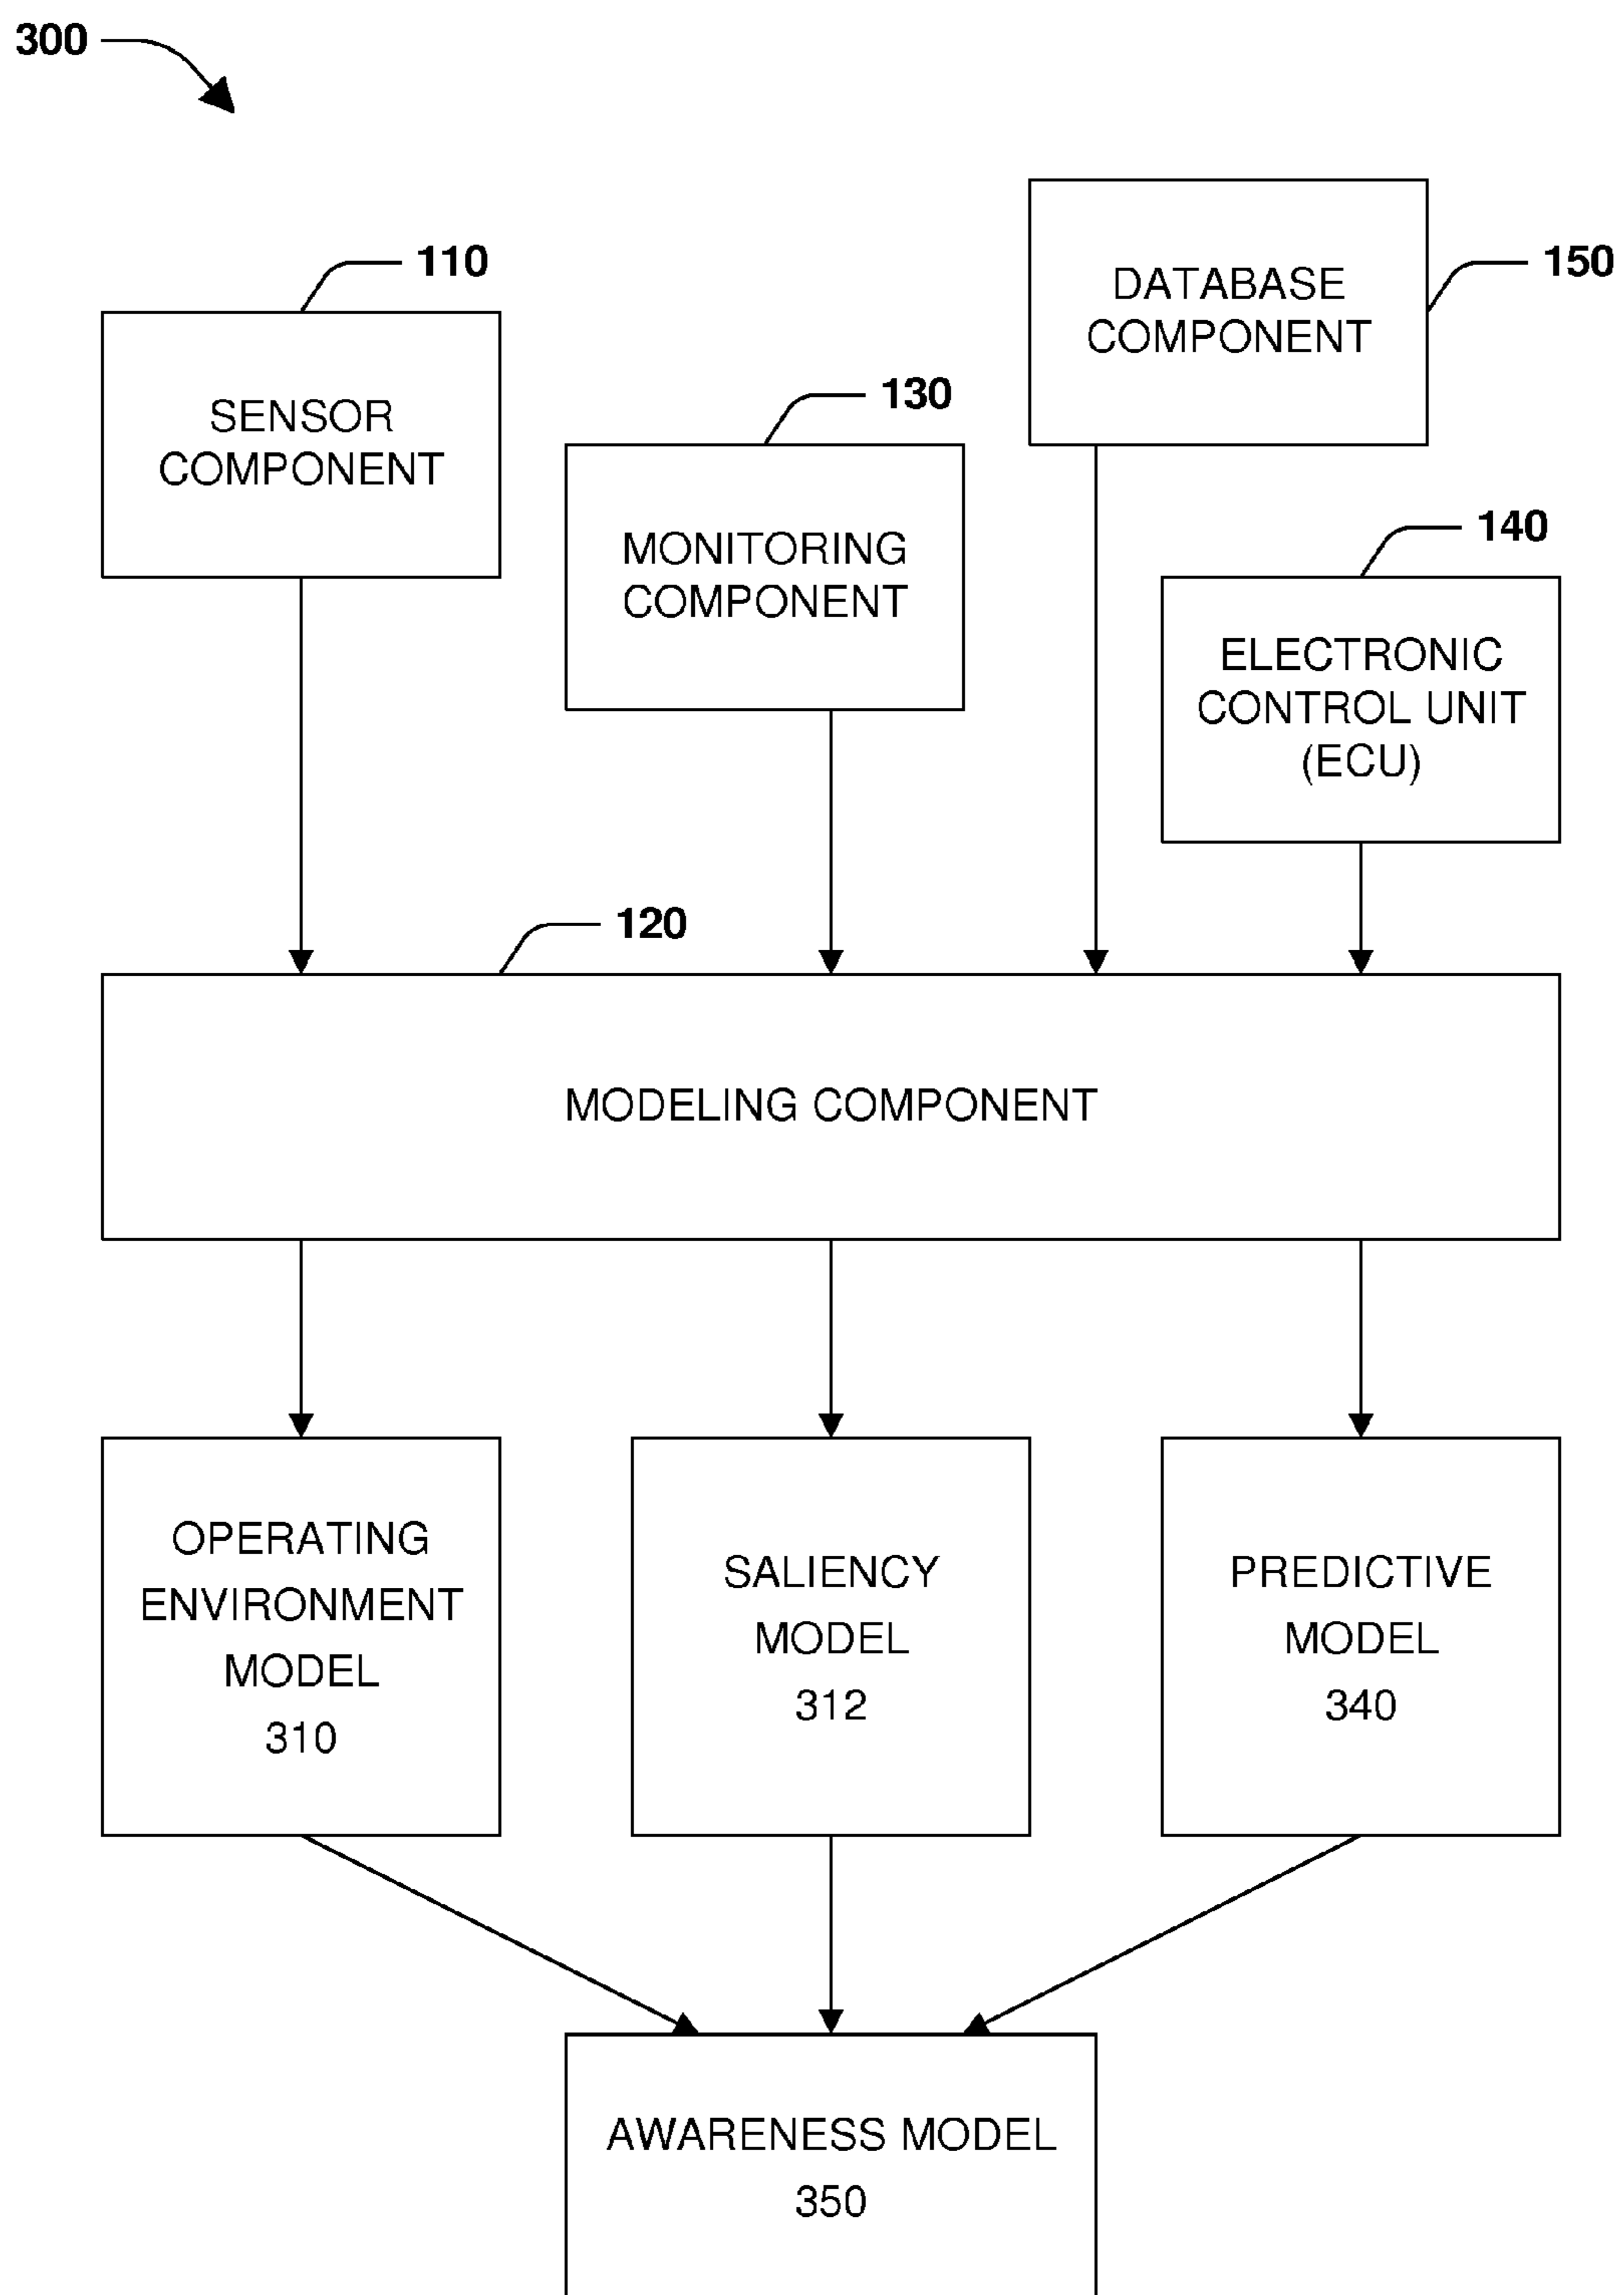 300
110
SENSOR
COMPONENT
130
MONITORING
COMPONENT
DATABASE
COMPONENT
150
140
ELECTRONIC
CONTROL UNIT
(ECU)
120
MODELING COMPONENT
OPERATING
ENVIRONMENT
MODEL
310
SALIENCY
MODEL
312
PREDICTIVE
MODEL
340
AWARENESS MODEL
350